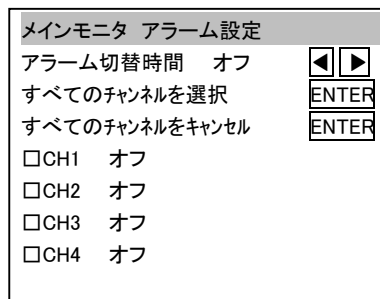 メインモニタ アラーム設定
アラーム切替時間 オフ ◀ ▶
すべてのチャンネルを選択 ENTER
すべてのチャンネルをキャンセル ENTER
□CH1 オフ
□CH2 オフ
□CH3 オフ
□CH4 オフ